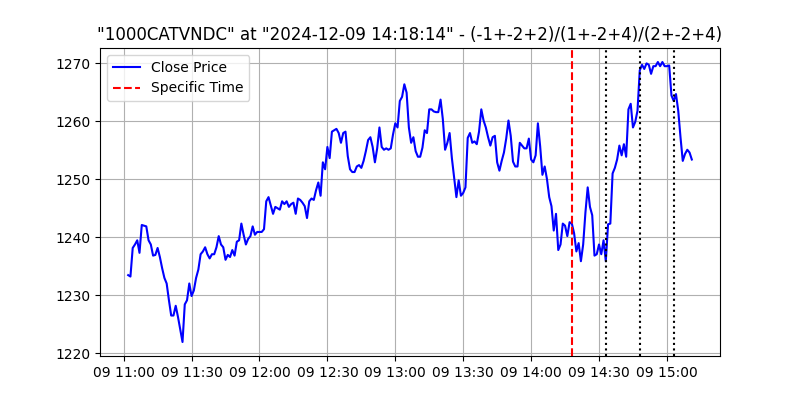 "1000CATVNDC" at "2024-12-09 14:18:14" - (-1+-2+2)/(1+-2+4)/(2+-2+4)
Close Price
Specific Time
1270
1260
1250
1240
1230
1220
09 11:00 09 11:30 09 12:00 09 12:30 09 13:00 09 13:30 09 14:00 09 14:30 09 15:00